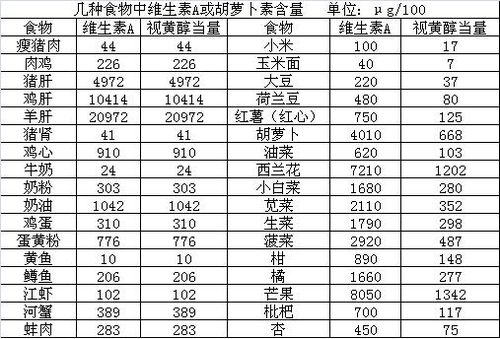 几种食物中维生素A或胡萝卜素含量 单位：μg/100
食物 维生素A 视黄醇当量 食物 维生素A 视黄醇当量
瘦猪肉 44 44 小米 100 17
肉鸡 226 226 玉米面 40 7
猪肝 4972 4972 大豆 220 37
鸡肝 10414 10414 荷兰豆 480 80
羊肝 20972 20972 红薯（红心） 750 125
猪肾 41 41 胡萝卜 4010 668
鸡心 910 910 油菜 620 103
牛奶 24 24 西兰花 7210 1202
奶粉 303 303 小白菜 1680 280
奶油 1042 1042 苋菜 2110 352
鸡蛋 310 310 生菜 1790 298
蛋黄粉 776 776 菠菜 2920 487
黄鱼 10 10 柑 890 148
鳟鱼 206 206 橘 1660 277
江虾 102 102 芒果 8050 1342
河蟹 389 389 枇杷 700 117
蚌肉 283 283 杏 450 75